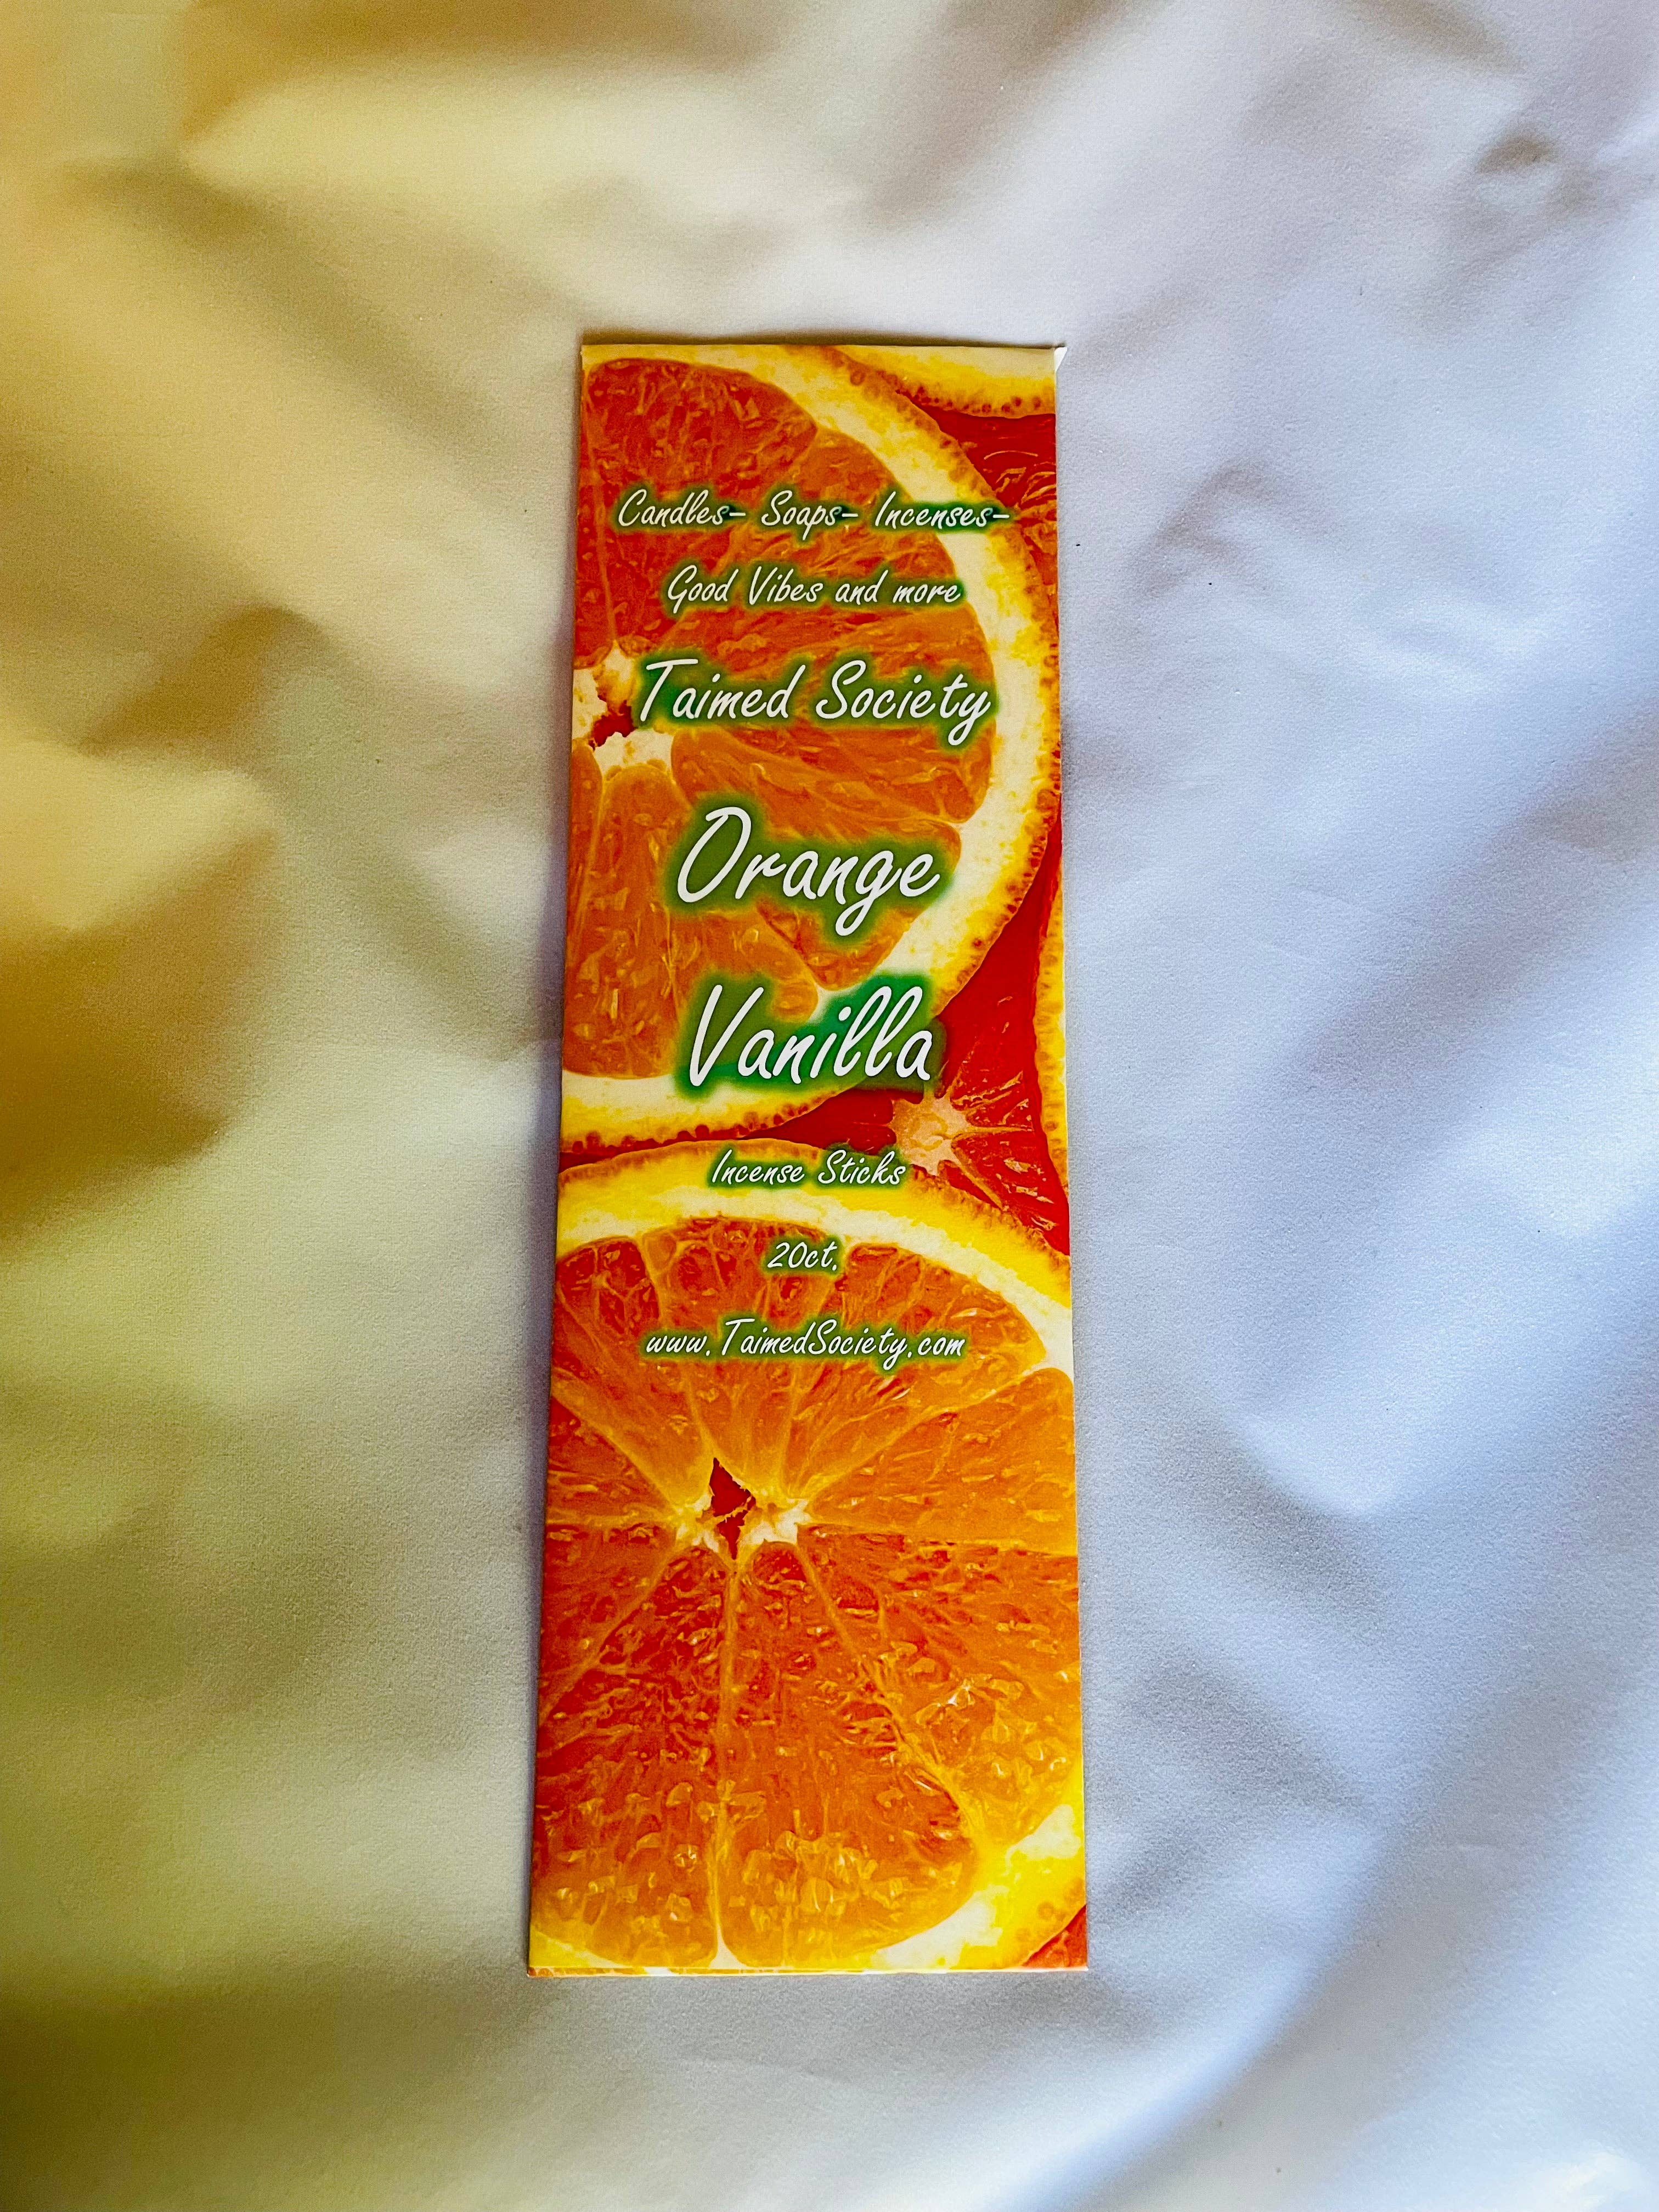 Candles- Soaps- Incenses-
Good Vibes and more
Taimed Society
Orange
Vanilla
Incense Sticks
20ct.
www.TaimedSociety.com